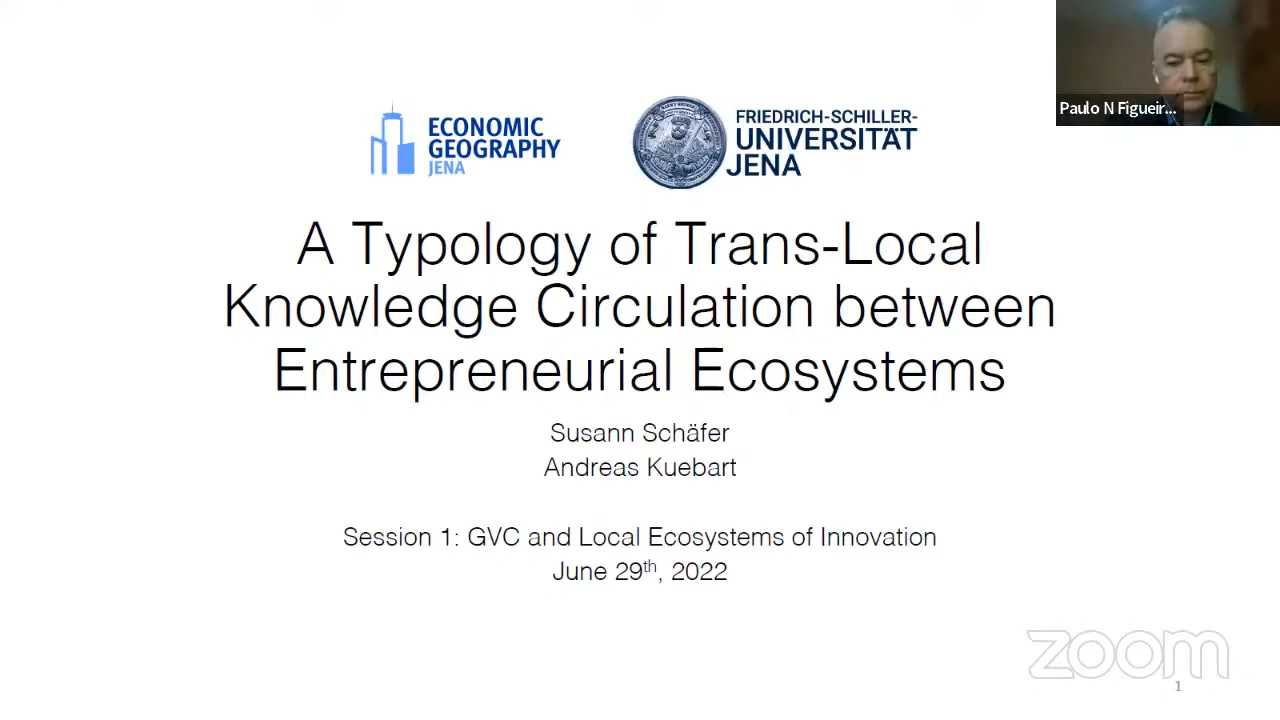 Paulo N Figueir...
ECONOMIC
GEOGRAPHY
JENA
FRIEDRICH-SCHILLER-
UNIVERSITÄT
JENA
A Typology of Trans-Local
Knowledge Circulation between
Entrepreneurial Ecosystems
Susann Schäfer
Andreas Kuebart
Session 1: GVC and Local Ecosystems of Innovation
June 29th, 2022
zoom
1